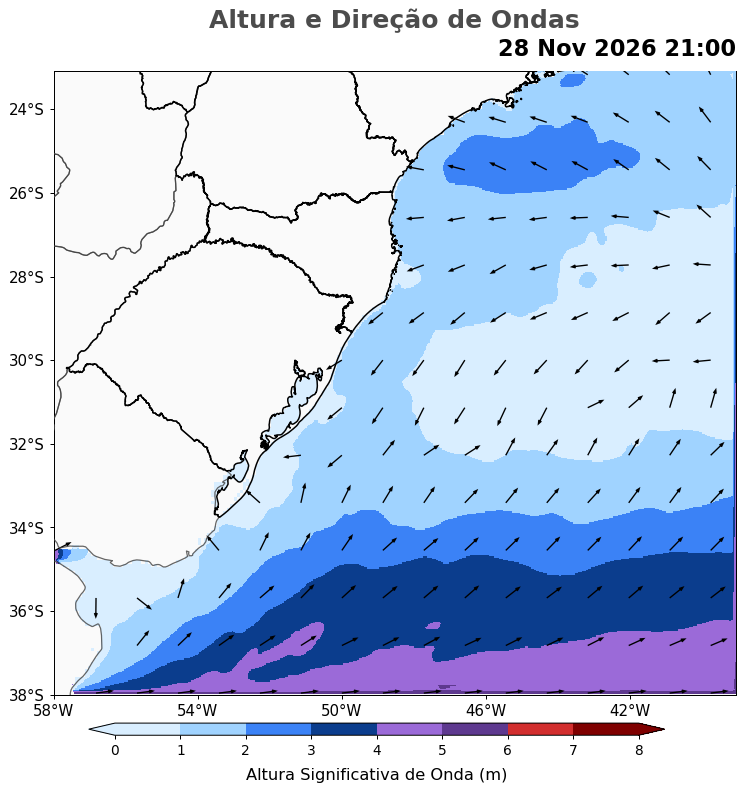 Altura e Direção de Ondas
28 Nov 2026 21:00
24°S
26°S
28°S
30°S
32°S
34°S
36°S
38°S
58°W 54°W 50°W 46°W 42°W
0 1 2 3 4 5 6 7 8
Altura Significativa de Onda (m)